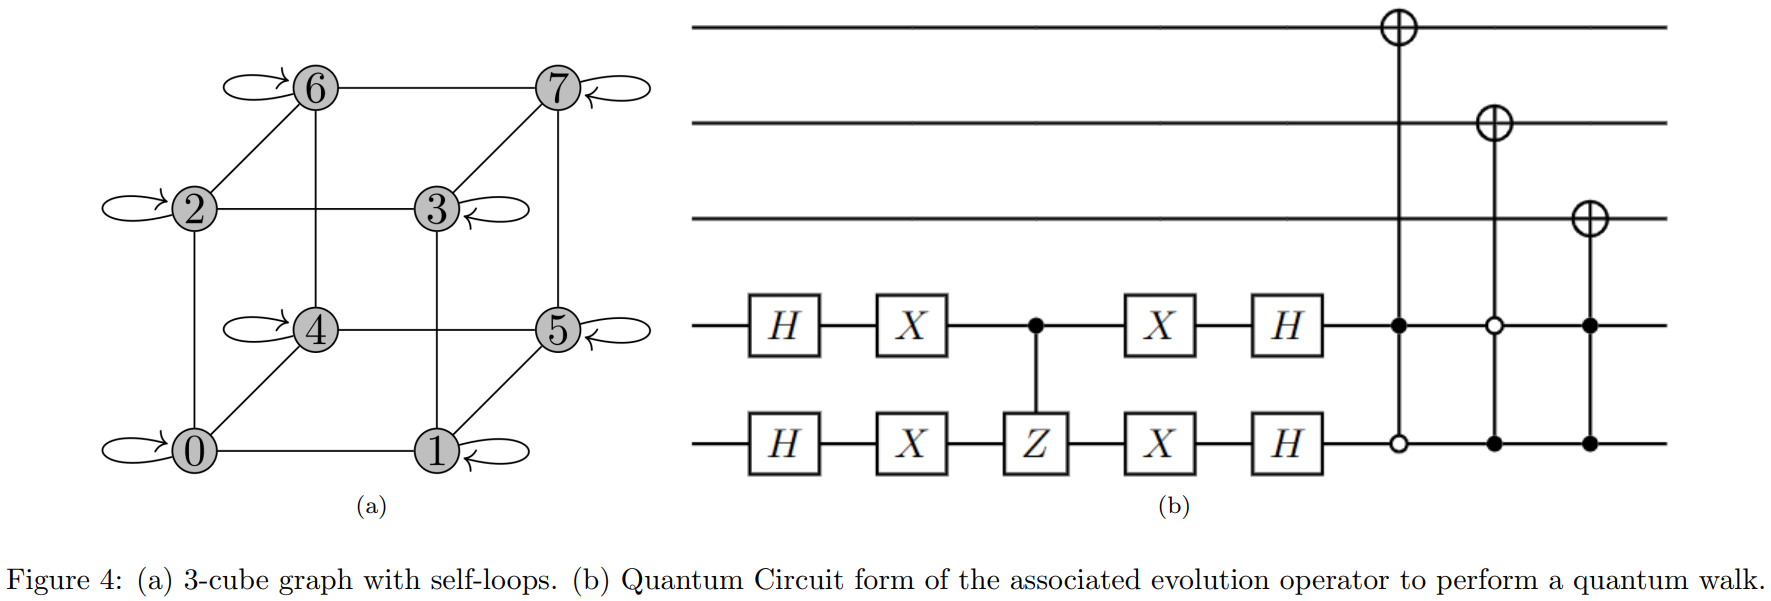 6 7
2 3
4 5
0 1
(a)
H X X H
H X Z X H
(b)
Figure 4: (a) 3-cube graph with self-loops. (b) Quantum Circuit form of the associated evolution operator to perform a quantum walk.